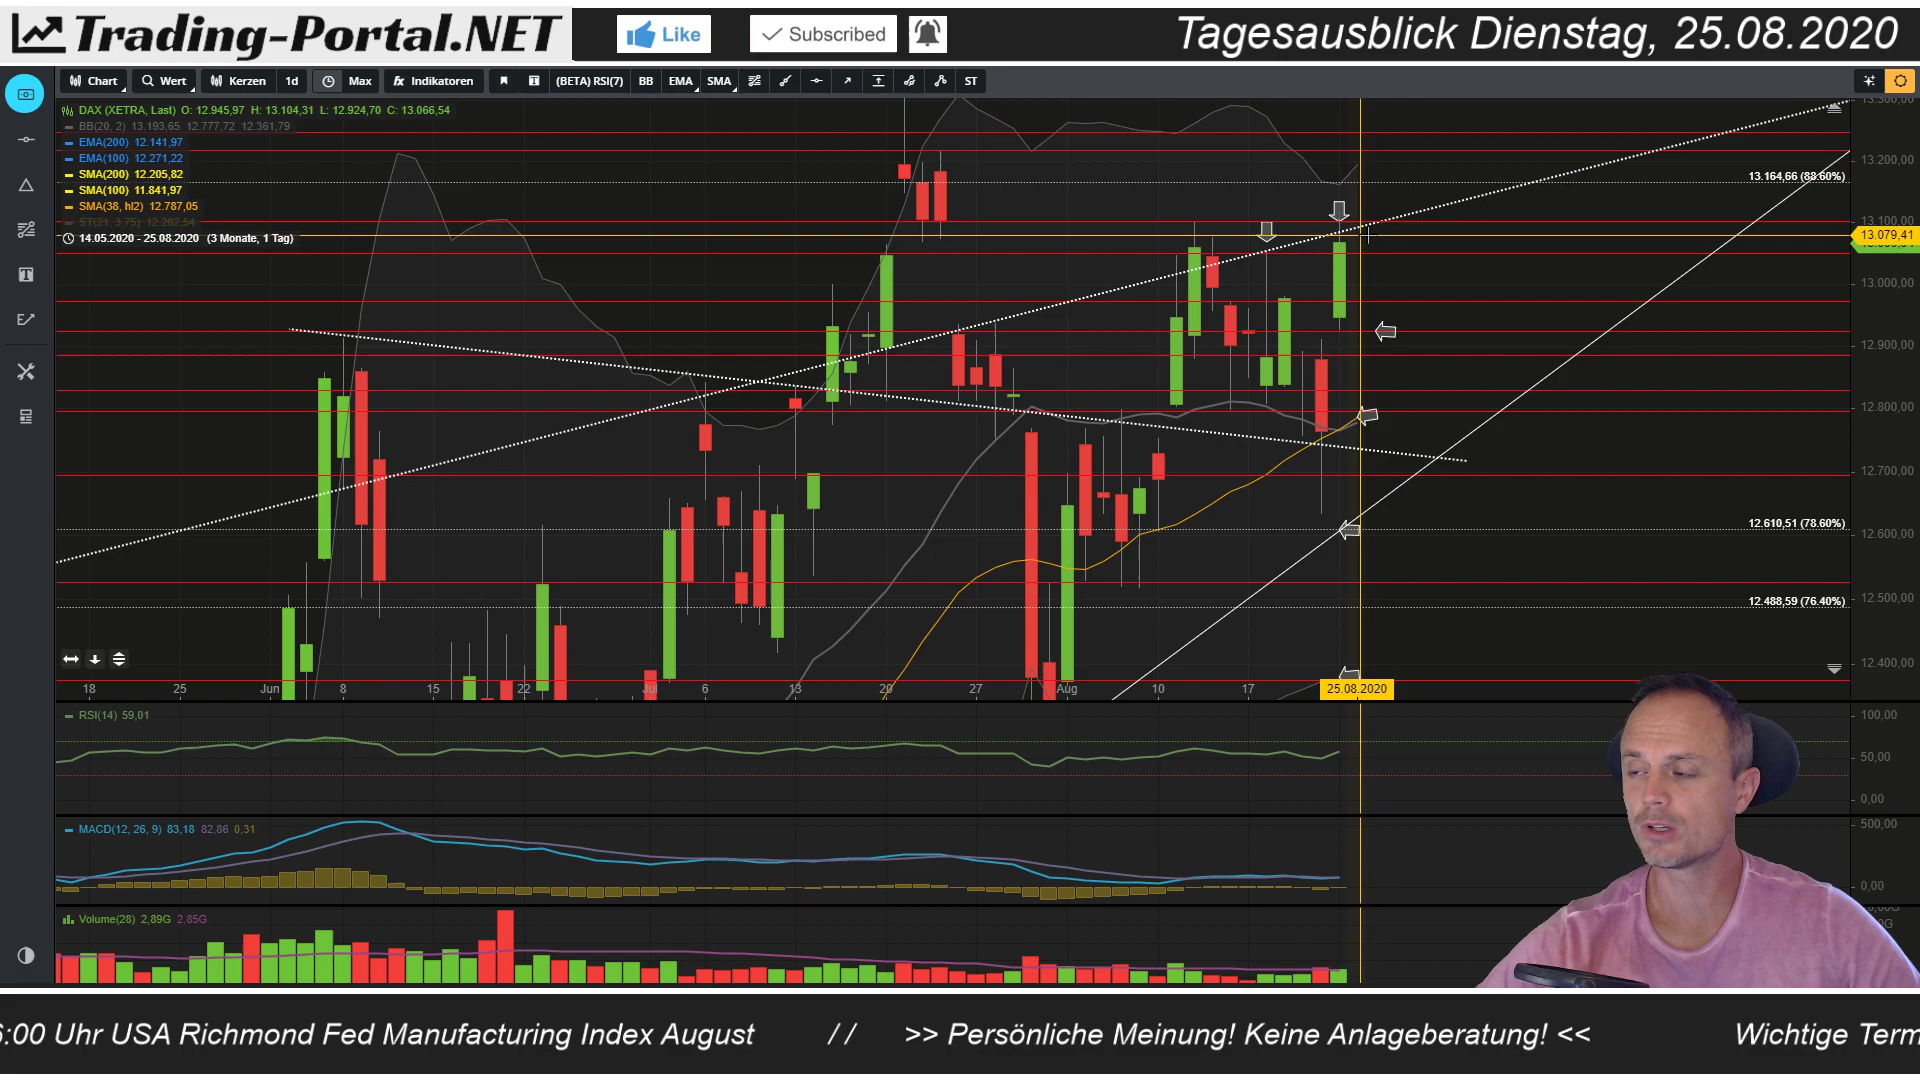 Trading-Portal.NET
Like
Subscribed
Tagesausblick Dienstag, 25.08.2020
Chart
Wert
Kerzen
1d
Max
fx Indikatoren
(BETA) RSI(7)
BB
EMA
SMA
ST
DAX (XETRA, Last) O: 12.945,97 H: 13.104,31 L: 12.924,70 C: 13.066,54
BB(20, 2) 13.193,65 12.777,72 12.361,79
EMA(200) 12.141,97
EMA(100) 12.271,22
SMA(200) 12.205,82
SMA(100) 11.841,97
SMA(38, hl2) 12.787,05
ST(21, 3.75) 12.282,54
14.05.2020 - 25.08.2020 (3 Monate, 1 Tag)
13.300,00
13.200,00
13.164,66 (88.60%)
13.100,00
13.079,41
13.000,00
12.900,00
12.800,00
12.700,00
12.610,51 (78.60%)
12.600,00
12.500,00
12.488,59 (76.40%)
12.400,00
18
25
Jun
8
15
22
Jul
6
13
20
27
Aug
10
17
25.08.2020
RSI(14) 59,01
100,00
50,00
0,00
MACD(12, 26, 9) 83,18 82,86 0,31
500,00
0,00
Volume(28) 2,89G 2,85G
6:00 Uhr USA Richmond Fed Manufacturing Index August // >> Persönliche Meinung! Keine Anlageberatung! << Wichtige Term